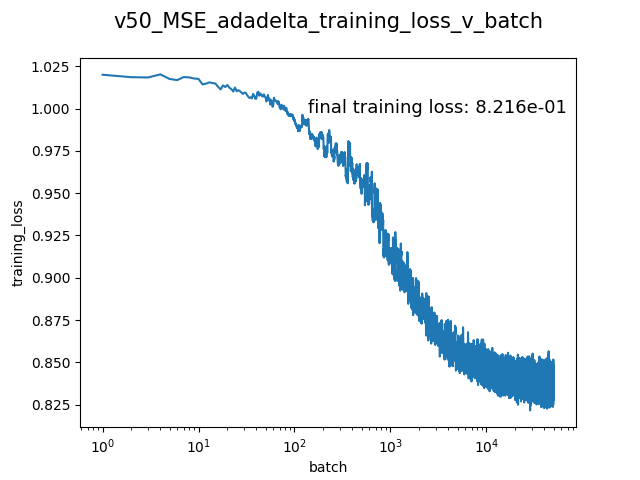 v50_MSE_adadelta_training_loss_v_batch
1.025
1.000
0.975
0.950
0.925
0.900
0.875
0.850
0.825
training_loss
final training loss: 8.216e-01
10⁰ 10¹ 10² 10³ 10⁴
batch